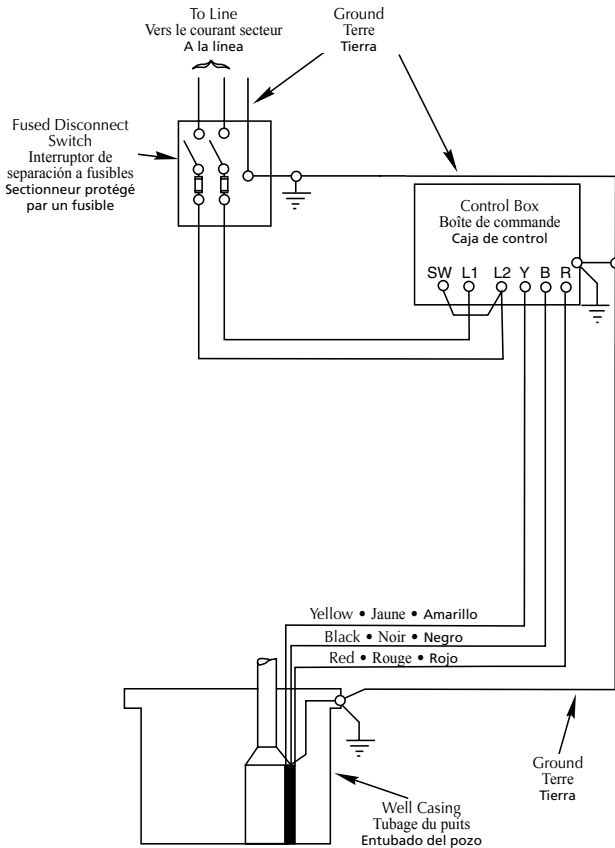 To Line
Vers le courant secteur
A la línea
Ground
Terre
Tierra
Fused Disconnect
Switch
Interruptor de
separación a fusibles
Sectionneur protégé
par un fusible
Control Box
Boîte de commande
Caja de control
SW L1 L2 Y B R
Yellow • Jaune • Amarillo
Black • Noir • Negro
Red • Rouge • Rojo
Ground
Terre
Tierra
Well Casing
Tubage du puits
Entubado del pozo